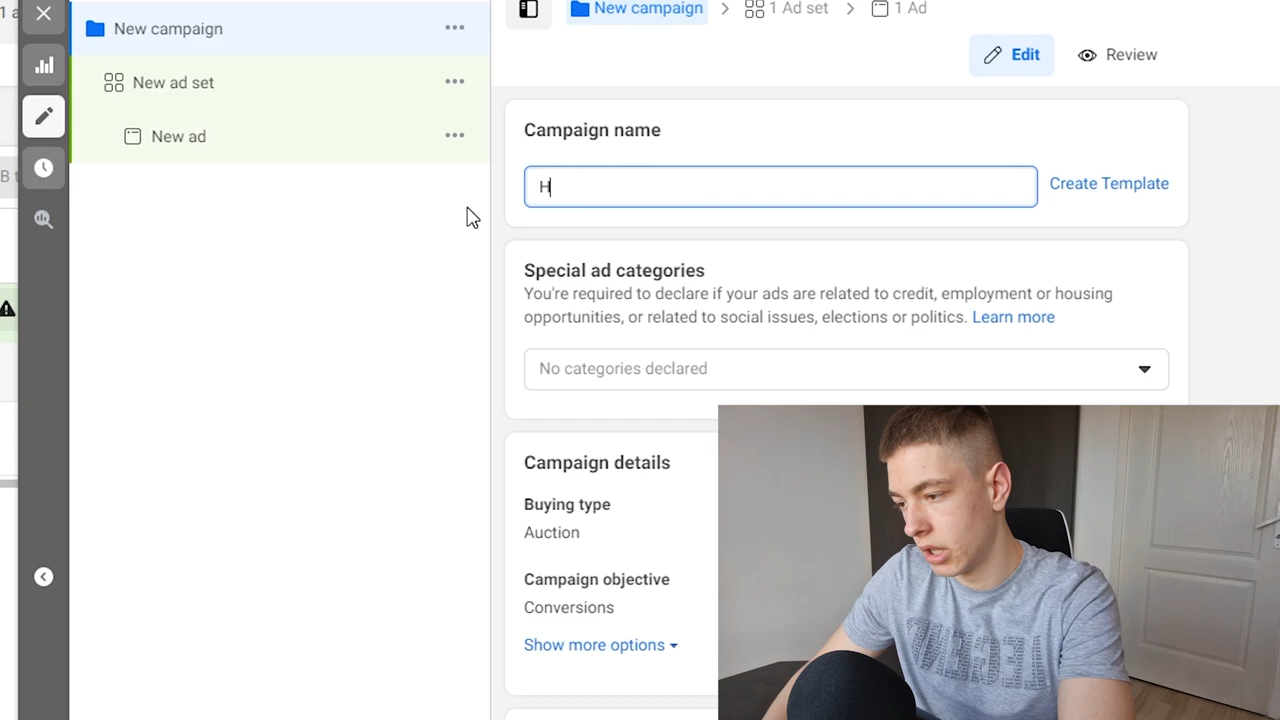 1 a
New campaign
1 Ad set
1 Ad
New campaign
New ad set
New ad
Edit
Review
Campaign name
H
Create Template
B t
Special ad categories
You're required to declare if your ads are related to credit, employment or housing
opportunities, or related to social issues, elections or politics. Learn more
No categories declared
Campaign details
Buying type
Auction
Campaign objective
Conversions
Show more options